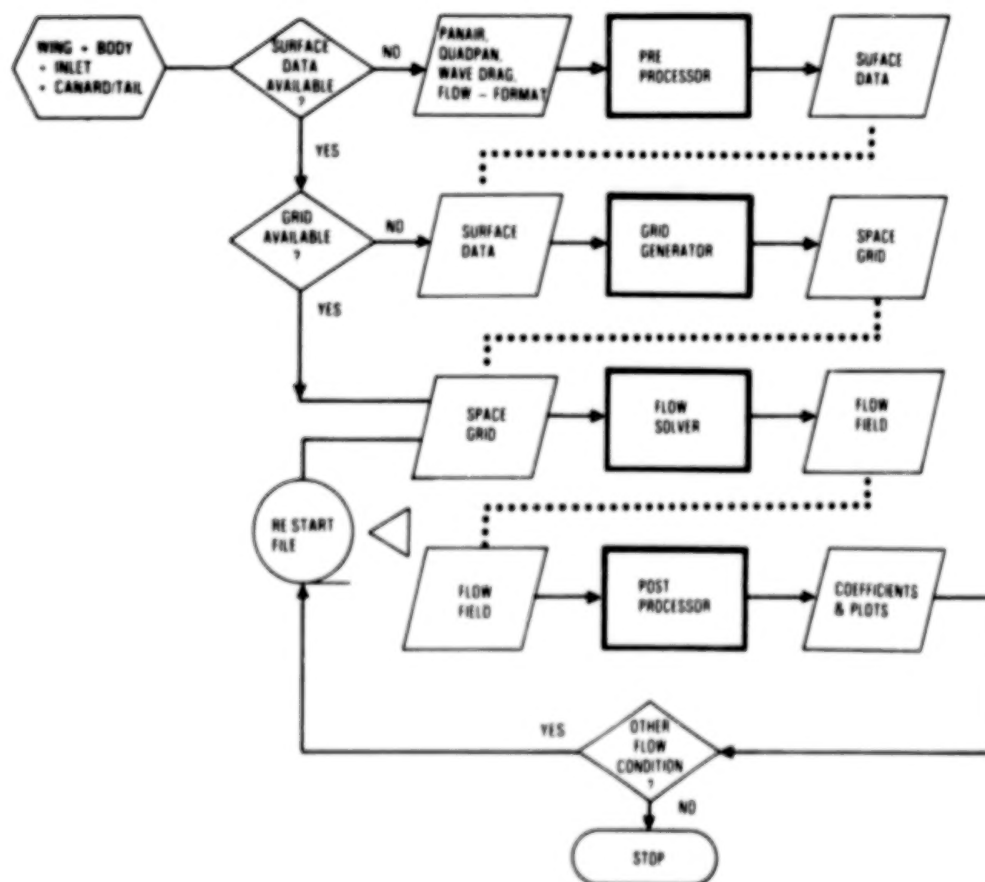 WING + BODY
+ INLET
+ CANARD/TAIL
SURFACE
DATA
AVAILABLE
?
NO
PANAIR,
QUADPAN,
WAVE DRAG,
FLOW - FORMAT
PRE
PROCESSOR
SUFACE
DATA
YES
GRID
AVAILABLE
?
NO
SURFACE
DATA
GRID
GENERATOR
SPACE
GRID
YES
SPACE
GRID
FLOW
SOLVER
FLOW
FIELD
RE START
FILE
FLOW
FIELD
POST
PROCESSOR
COEFFICIENTS
& PLOTS
YES
OTHER
FLOW
CONDITION
?
NO
STOP